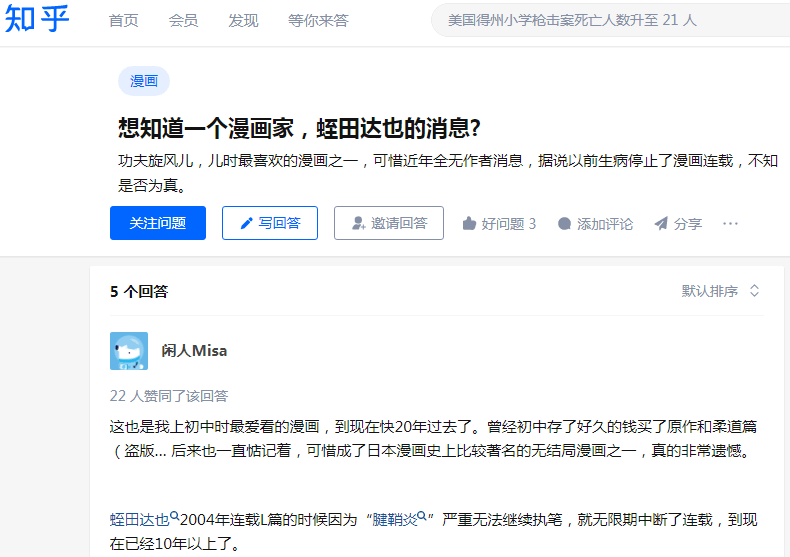 知乎 首页 会员 发现 等你来答 美国得州小学枪击案死亡人数升至 21 人
漫画
想知道一个漫画家，蛭田达也的消息?
功夫旋风儿，儿时最喜欢的漫画之一，可惜近年全无作者消息，据说以前生病停止了漫画连载，不知
是否为真。
关注问题 写回答 邀请回答 好问题 3 添加评论 分享 ···
5 个回答 默认排序
闲人Misa
22 人赞同了该回答
这也是我上初中时最爱看的漫画，到现在快20年过去了。曾经初中存了好久的钱买了原作和柔道篇
（盗版... 后来也一直惦记着，可惜成了日本漫画史上比较著名的无结局漫画之一，真的非常遗憾。
蛭田达也2004年连载L篇的时候因为“腱鞘炎”严重无法继续执笔，就无限期中断了连载，到现
在已经10年以上了。